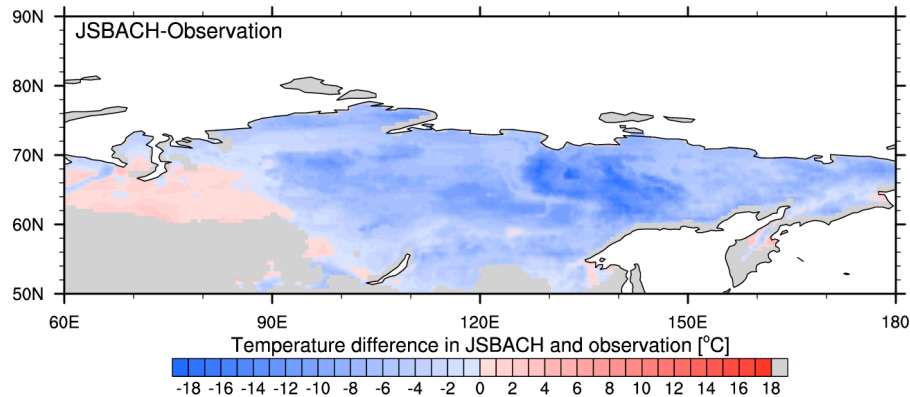 90N
JSBACH-Observation
80N
70N
60N
50N
60E 90E 120E 150E 180
Temperature difference in JSBACH and observation [°C]
-18 -16 -14 -12 -10 -8 -6 -4 -2 0 2 4 6 8 10 12 14 16 18